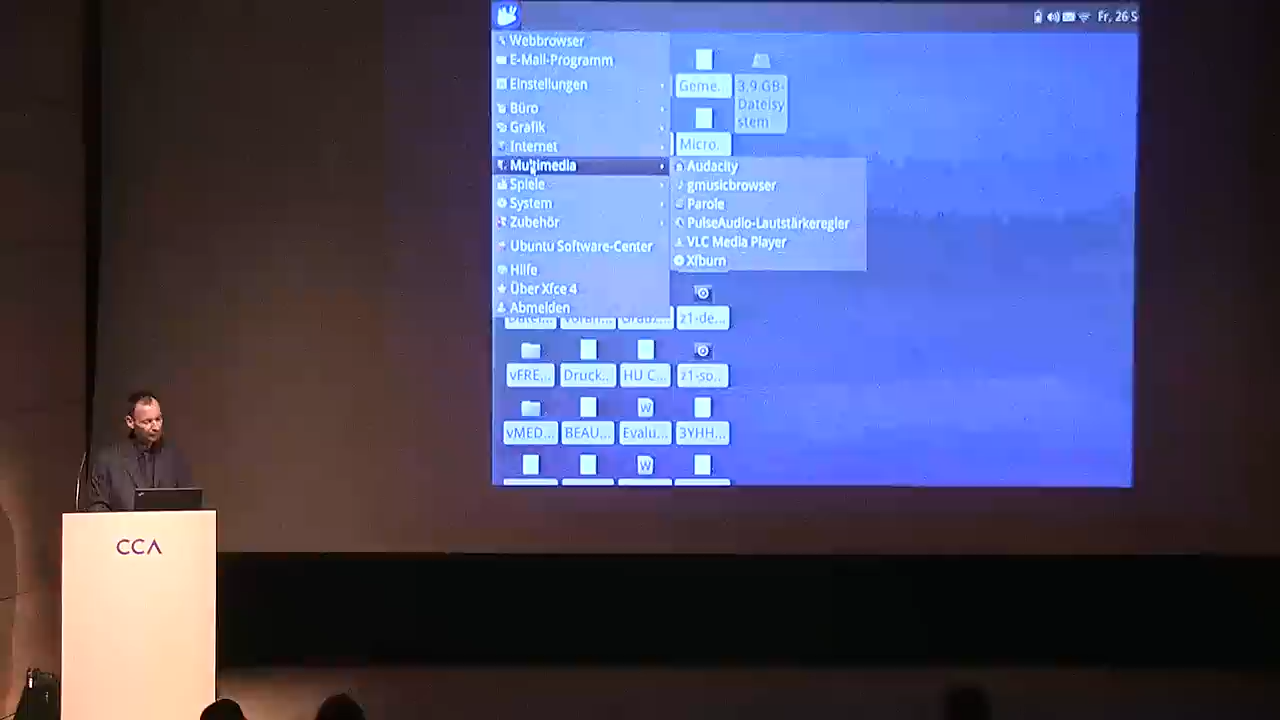 Fr, 26 S
Webbrowser
E-Mail-Programm
Einstellungen
Büro
Grafik
Internet
Multimedia
Spiele
System
Zubehör
Ubuntu Software-Center
Hilfe
Über Xfce 4
Abmelden
Audacity
gmusicbrowser
Parole
PulseAudio-Lautstärkeregler
VLC Media Player
Xfburn
Geme..
3,9 GB-
Dateisy
stem
Micro.
Datei...
Voran...
z1-de...
vFRE...
Druck..
HU C...
z1-so..
W
vMED...
BEAU...
Evalu...
3YHH...
W
CCA